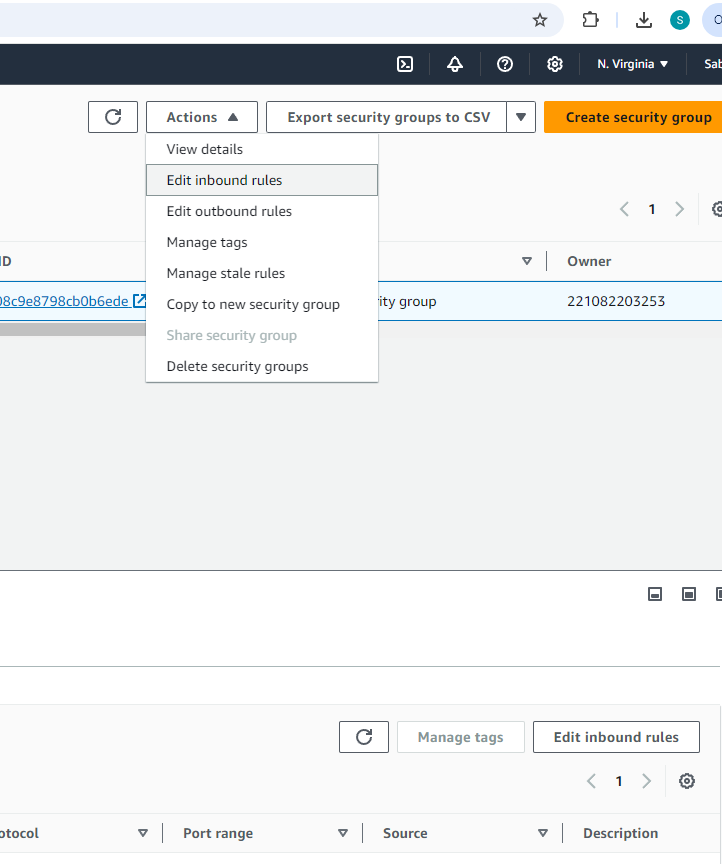 S
N. Virginia
Sab
Actions
Export security groups to CSV
Create security group
View details
Edit inbound rules
Edit outbound rules
Manage tags
Manage stale rules
Copy to new security group
Share security group
Delete security groups
1
ID
Owner
08c9e8798cb0b6ede
ity group
221082203253
Manage tags
Edit inbound rules
1
otocol
Port range
Source
Description